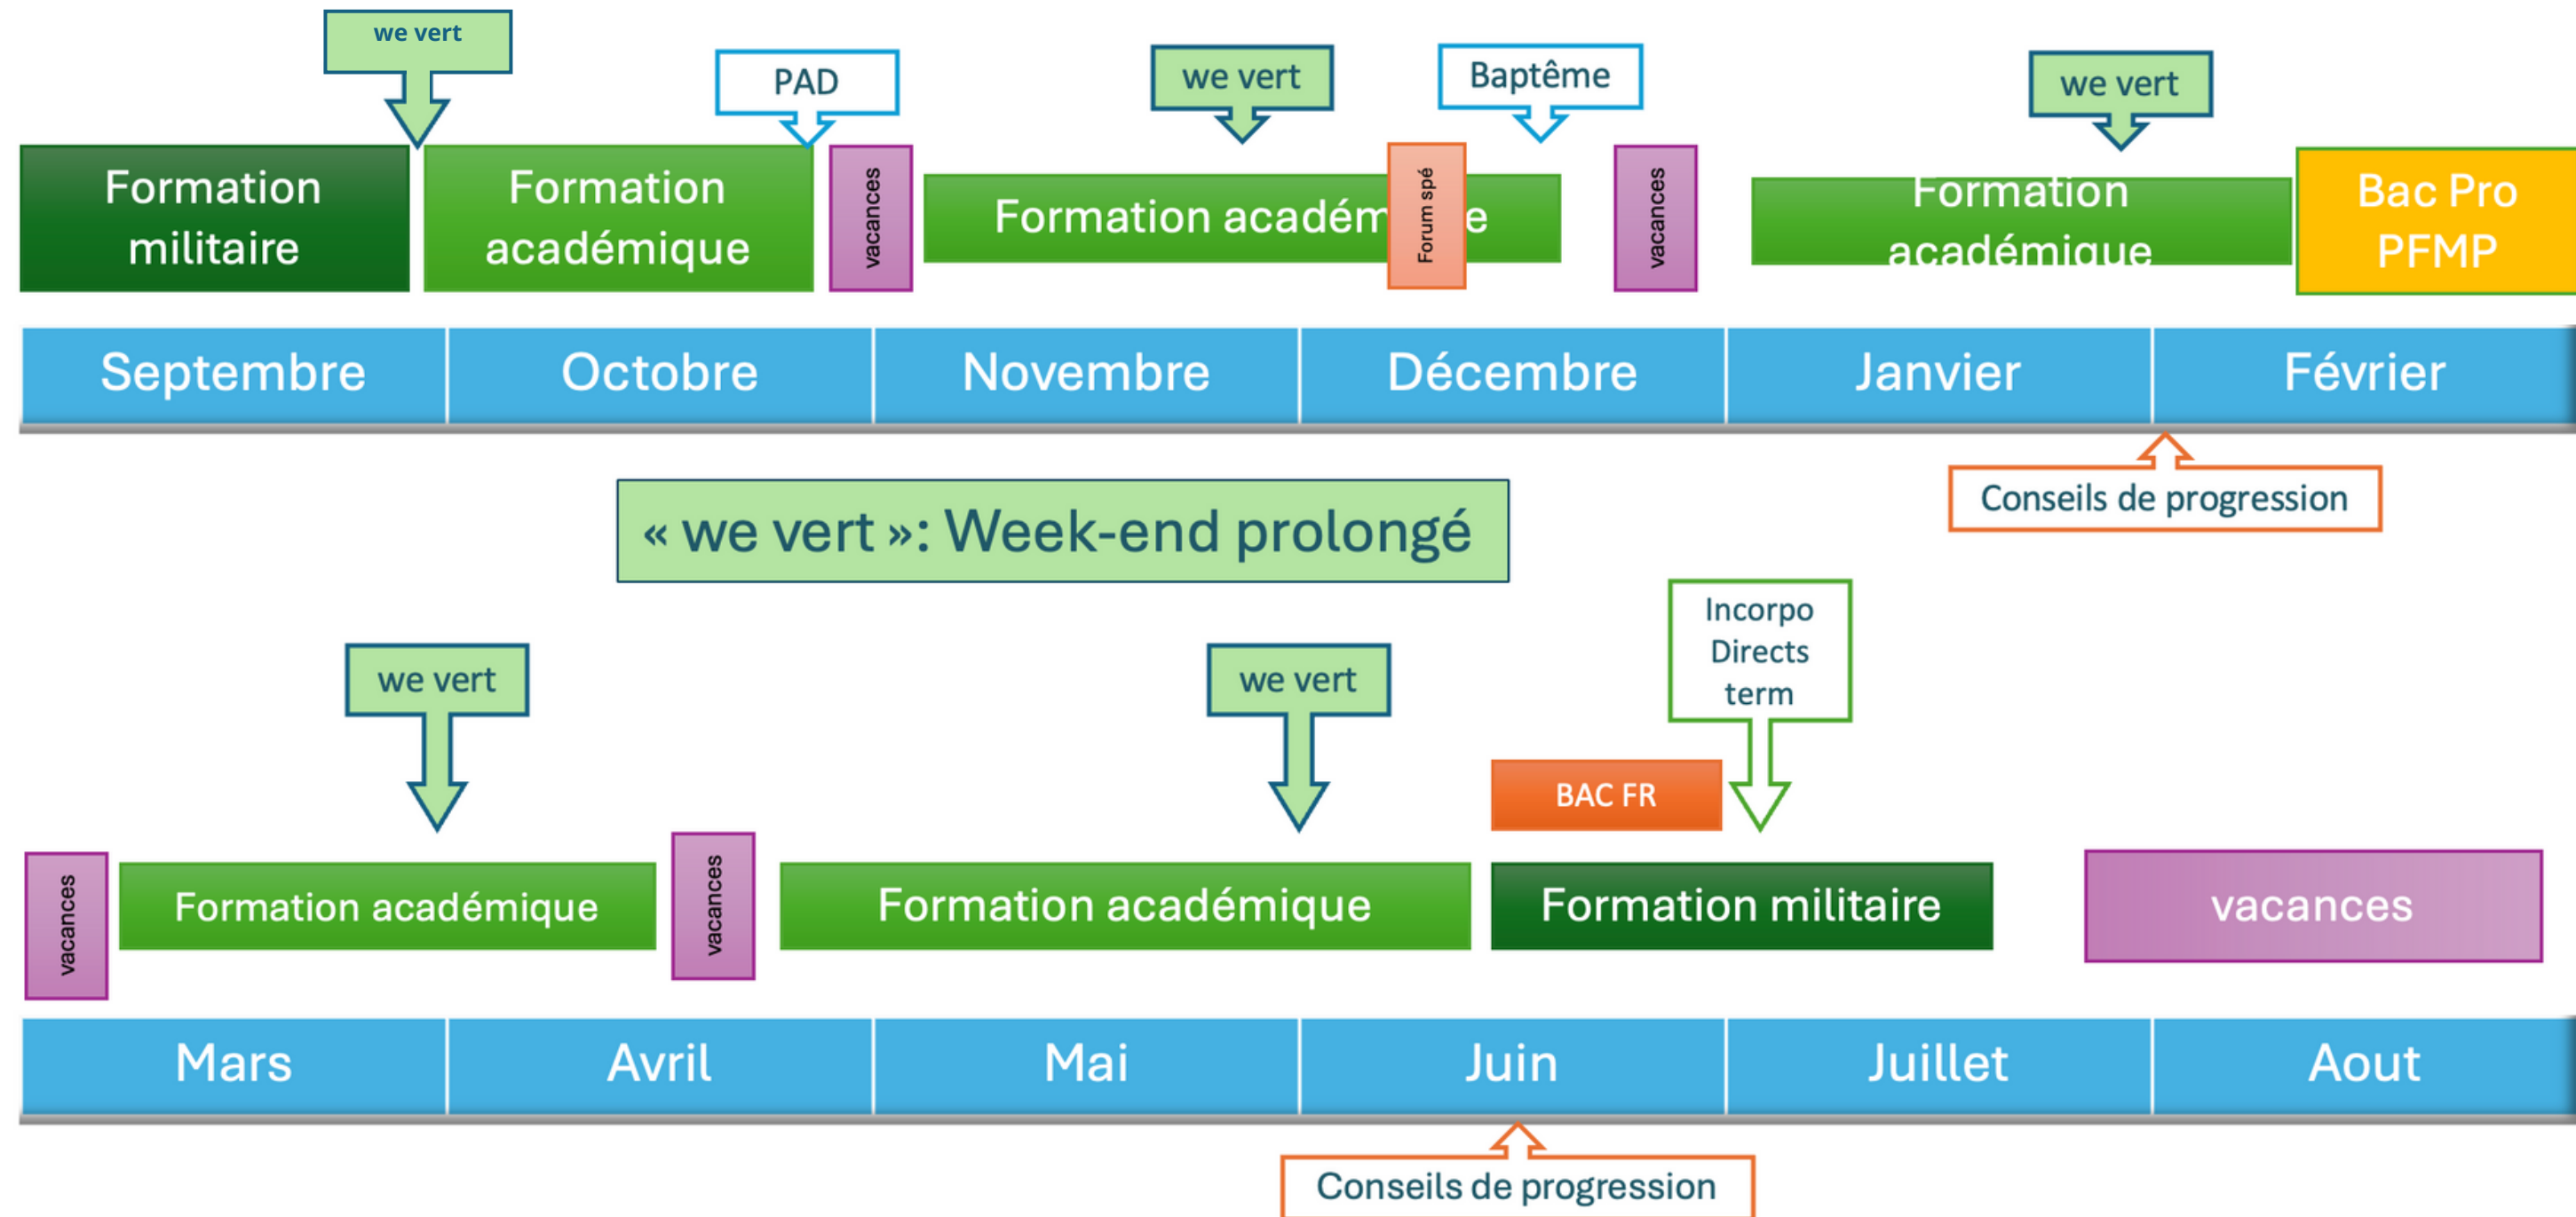 we vert
PAD
we vert
Baptême
we vert
Formation
militaire
Formation
académique
vacances
Formation académ
e
Forum spé
vacances
Formation
académique
Bac Pro
PFMP
Septembre
Octobre
Novembre
Décembre
Janvier
Février
Conseils de progression
« we vert »: Week-end prolongé
we vert
we vert
Incorpo
Directs
term
BAC FR
vacances
Formation académique
vacances
Formation académique
Formation militaire
vacances
Mars
Avril
Mai
Juin
Juillet
Aout
Conseils de progression